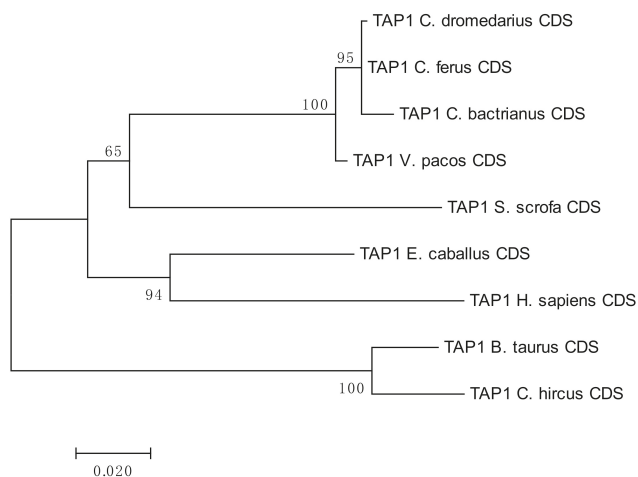 TAP1 C. dromedarius CDS
95
TAP1 C. ferus CDS
100
TAP1 C. bactrianus CDS
65
TAP1 V. pacos CDS
TAP1 S. scrofa CDS
TAP1 E. caballus CDS
94
TAP1 H. sapiens CDS
TAP1 B. taurus CDS
100
TAP1 C. hircus CDS
0.020